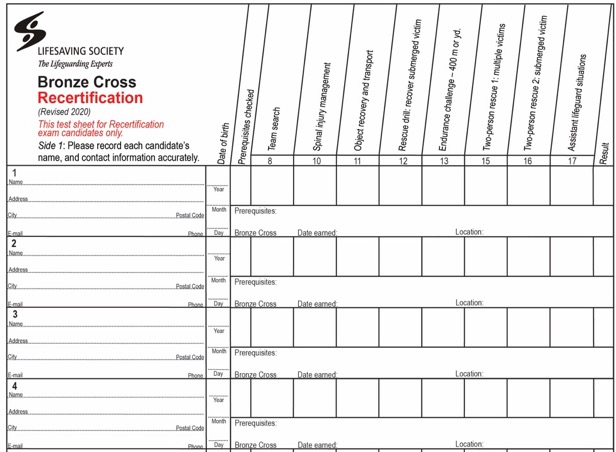 LIFESAVING SOCIETY
The Lifeguarding Experts
Bronze Cross
Recertification
(Revised 2020)
This test sheet for Recertification
exam candidates only.
Side 1: Please record each candidate's
name, and contact information accurately.
Date of birth
Prerequisites checked
Team search
Spinal injury management
Object recovery and transport
Rescue drill: recover submerged victim
Endurance challenge – 400 m or yd.
Two-person rescue 1: multiple victims
Two-person rescue 2: submerged victim
Assistant lifeguard situations
Result
8 10 11 12 13 15 16 17
1
Name
Year
Address
Month Prerequisites:
City Postal Code
E-mail Phone Day Bronze Cross Date earned: Location:
2
Name
Year
Address
Month Prerequisites:
City Postal Code
E-mail Phone Day Bronze Cross Date earned: Location:
3
Name
Year
Address
Month Prerequisites:
City Postal Code
E-mail Phone Day Bronze Cross Date earned: Location:
4
Name
Year
Address
Month Prerequisites:
City Postal Code
E-mail Phone Day Bronze Cross Date earned: Location: